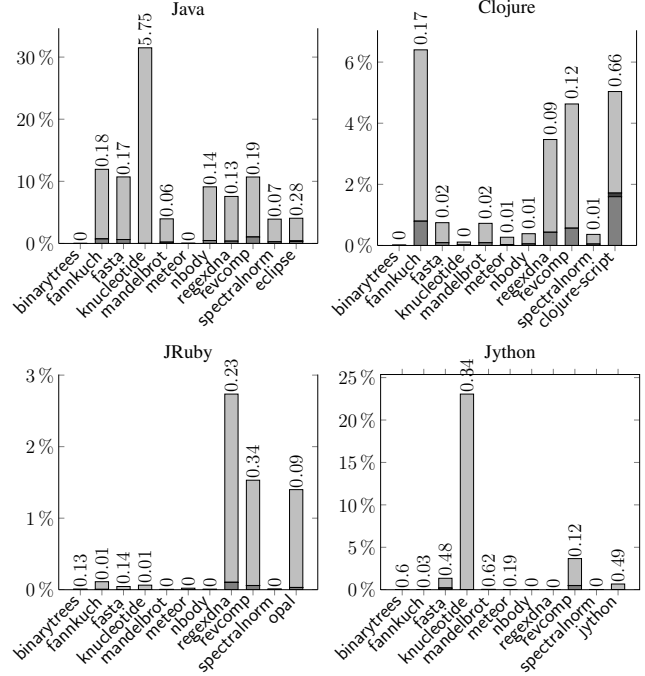 Java
30 %
20 %
10 %
0 %
0
0.18
0.17
5.75
0.06
0
0.14
0.13
0.19
0.07
0.28
binarytrees
fannkuch
fasta
knucleotide
mandelbrot
meteor
nbody
regexdna
revcomp
spectralnorm
eclipse
Clojure
6 %
4 %
2 %
0 %
0
0.17
0.02
0
0.02
0.01
0.01
0.09
0.12
0.01
0.66
binarytrees
fannkuch
fasta
knucleotide
mandelbrot
meteor
nbody
regexdna
revcomp
spectralnorm
clojure-script
JRuby
3 %
2 %
1 %
0 %
0.13
0.01
0.14
0.01
0
0
0
0.23
0.34
0
0.09
binarytrees
fannkuch
fasta
knucleotide
mandelbrot
meteor
nbody
regexdna
revcomp
spectralnorm
opal
Jython
25 %
20 %
15 %
10 %
5 %
0 %
0.6
0.03
0.48
0.34
0.62
0.19
0
0
0.12
0
0.49
binarytrees
fannkuch
fasta
knucleotide
mandelbrot
meteor
nbody
regexdna
revcomp
spectralnorm
jython